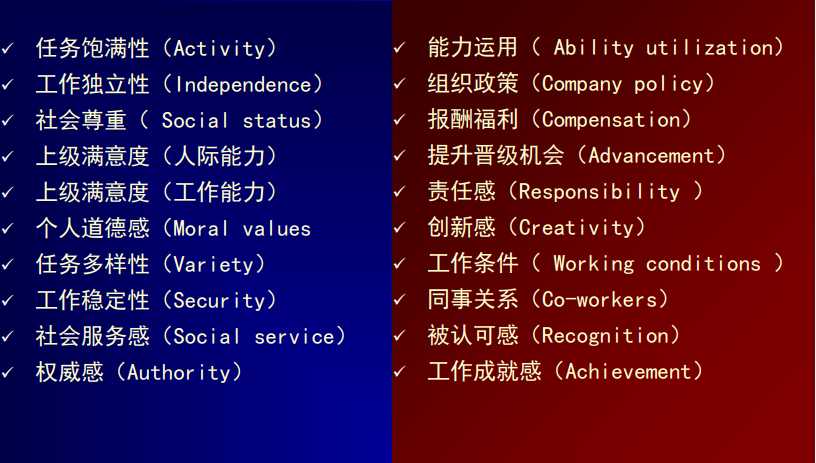 ✓ 任务饱满性（Activity）
✓ 工作独立性（Independence）
✓ 社会尊重（ Social status）
✓ 上级满意度（人际能力）
✓ 上级满意度（工作能力）
✓ 个人道德感（Moral values
✓ 任务多样性（Variety）
✓ 工作稳定性（Security）
✓ 社会服务感（Social service）
✓ 权威感（Authority）
✓ 能力运用（ Ability utilization）
✓ 组织政策（Company policy）
✓ 报酬福利（Compensation）
✓ 提升晋级机会（Advancement）
✓ 责任感（Responsibility ）
✓ 创新感（Creativity）
✓ 工作条件（ Working conditions ）
✓ 同事关系（Co-workers）
✓ 被认可感（Recognition）
✓ 工作成就感（Achievement）